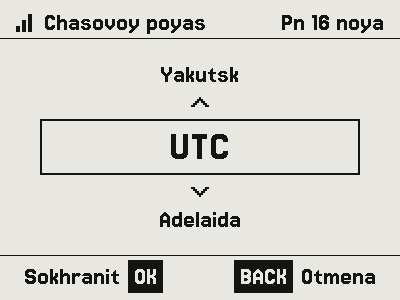 Chasovoy poyas Pn 16 noya
Yakutsk
UTC
Adelaida
Sokhranit OK BACK Otmena